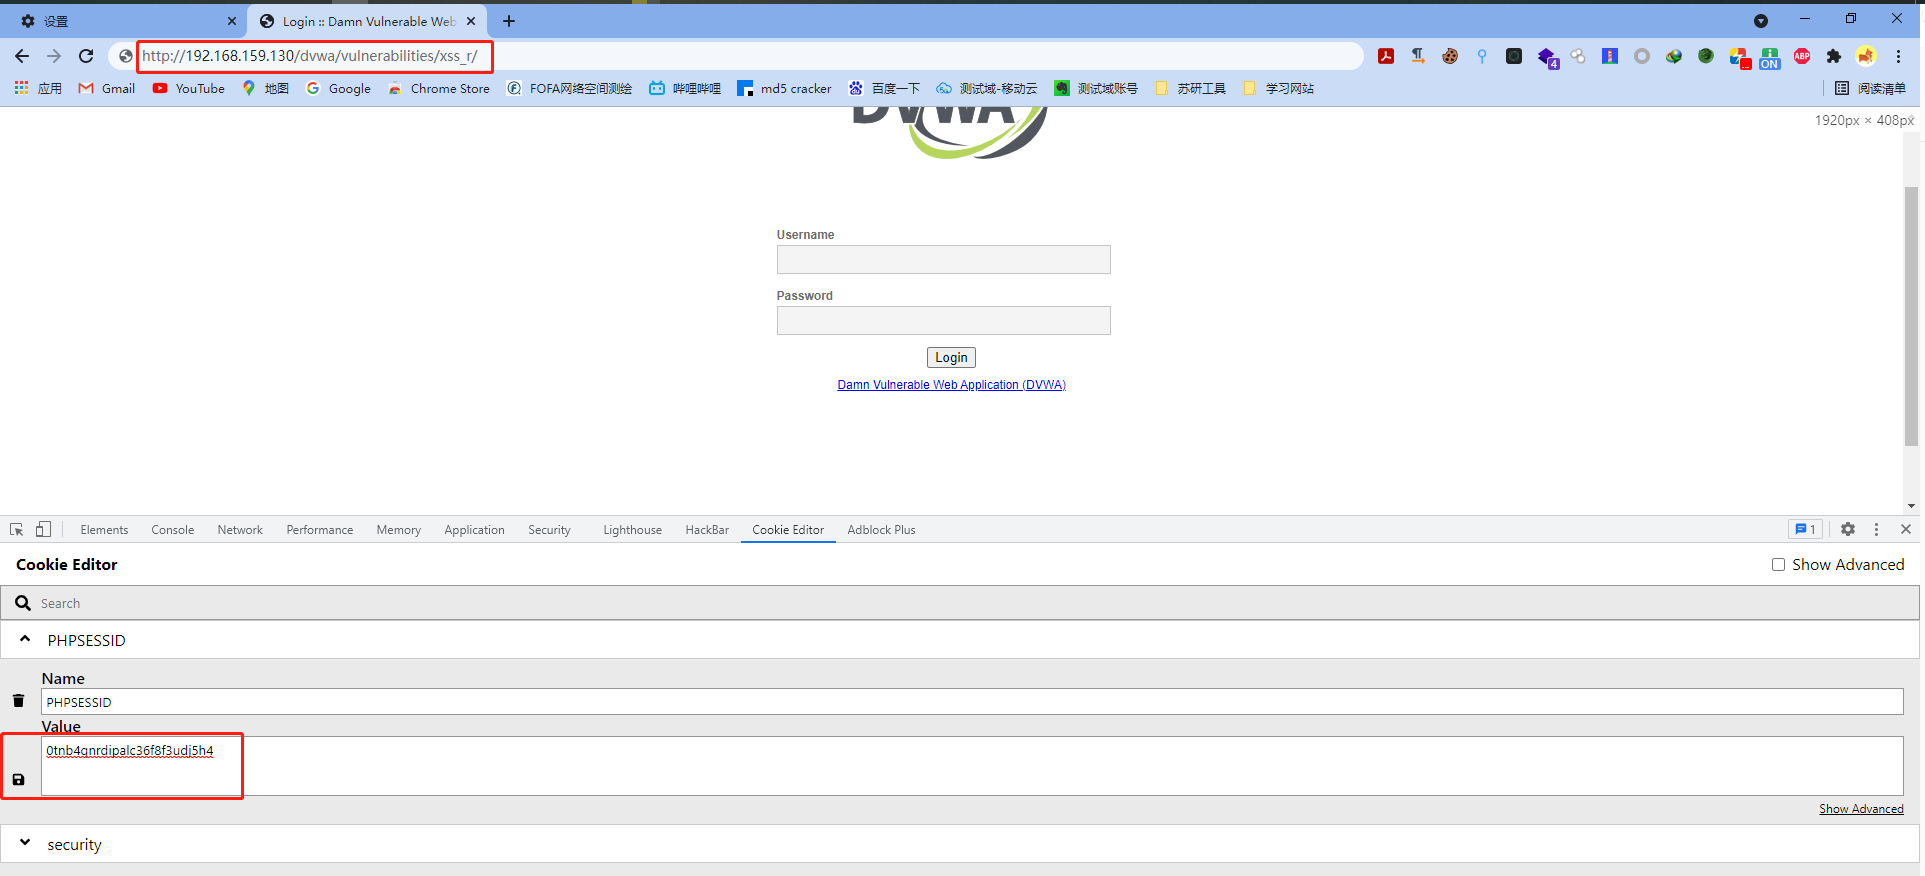 设置
Login :: Damn Vulnerable Web
http://192.168.159.130/dvwa/vulnerabilities/xss_r/
4
...
ON
ABP
应用 Gmail YouTube 地图 Google Chrome Store FOFA网络空间测绘 哔哩哔哩 md5 cracker 百度一下 测试域-移动云 测试域账号 苏研工具 学习网站 阅读清单
DVWA
1920px × 408px
Username
Password
Login
Damn Vulnerable Web Application (DVWA)
Elements Console Network Performance Memory Application Security Lighthouse HackBar Cookie Editor Adblock Plus 1
Cookie Editor Show Advanced
Search
PHPSESSID
Name
PHPSESSID
Value
0tnb4qnrdipalc36f8f3udj5h4
Show Advanced
security